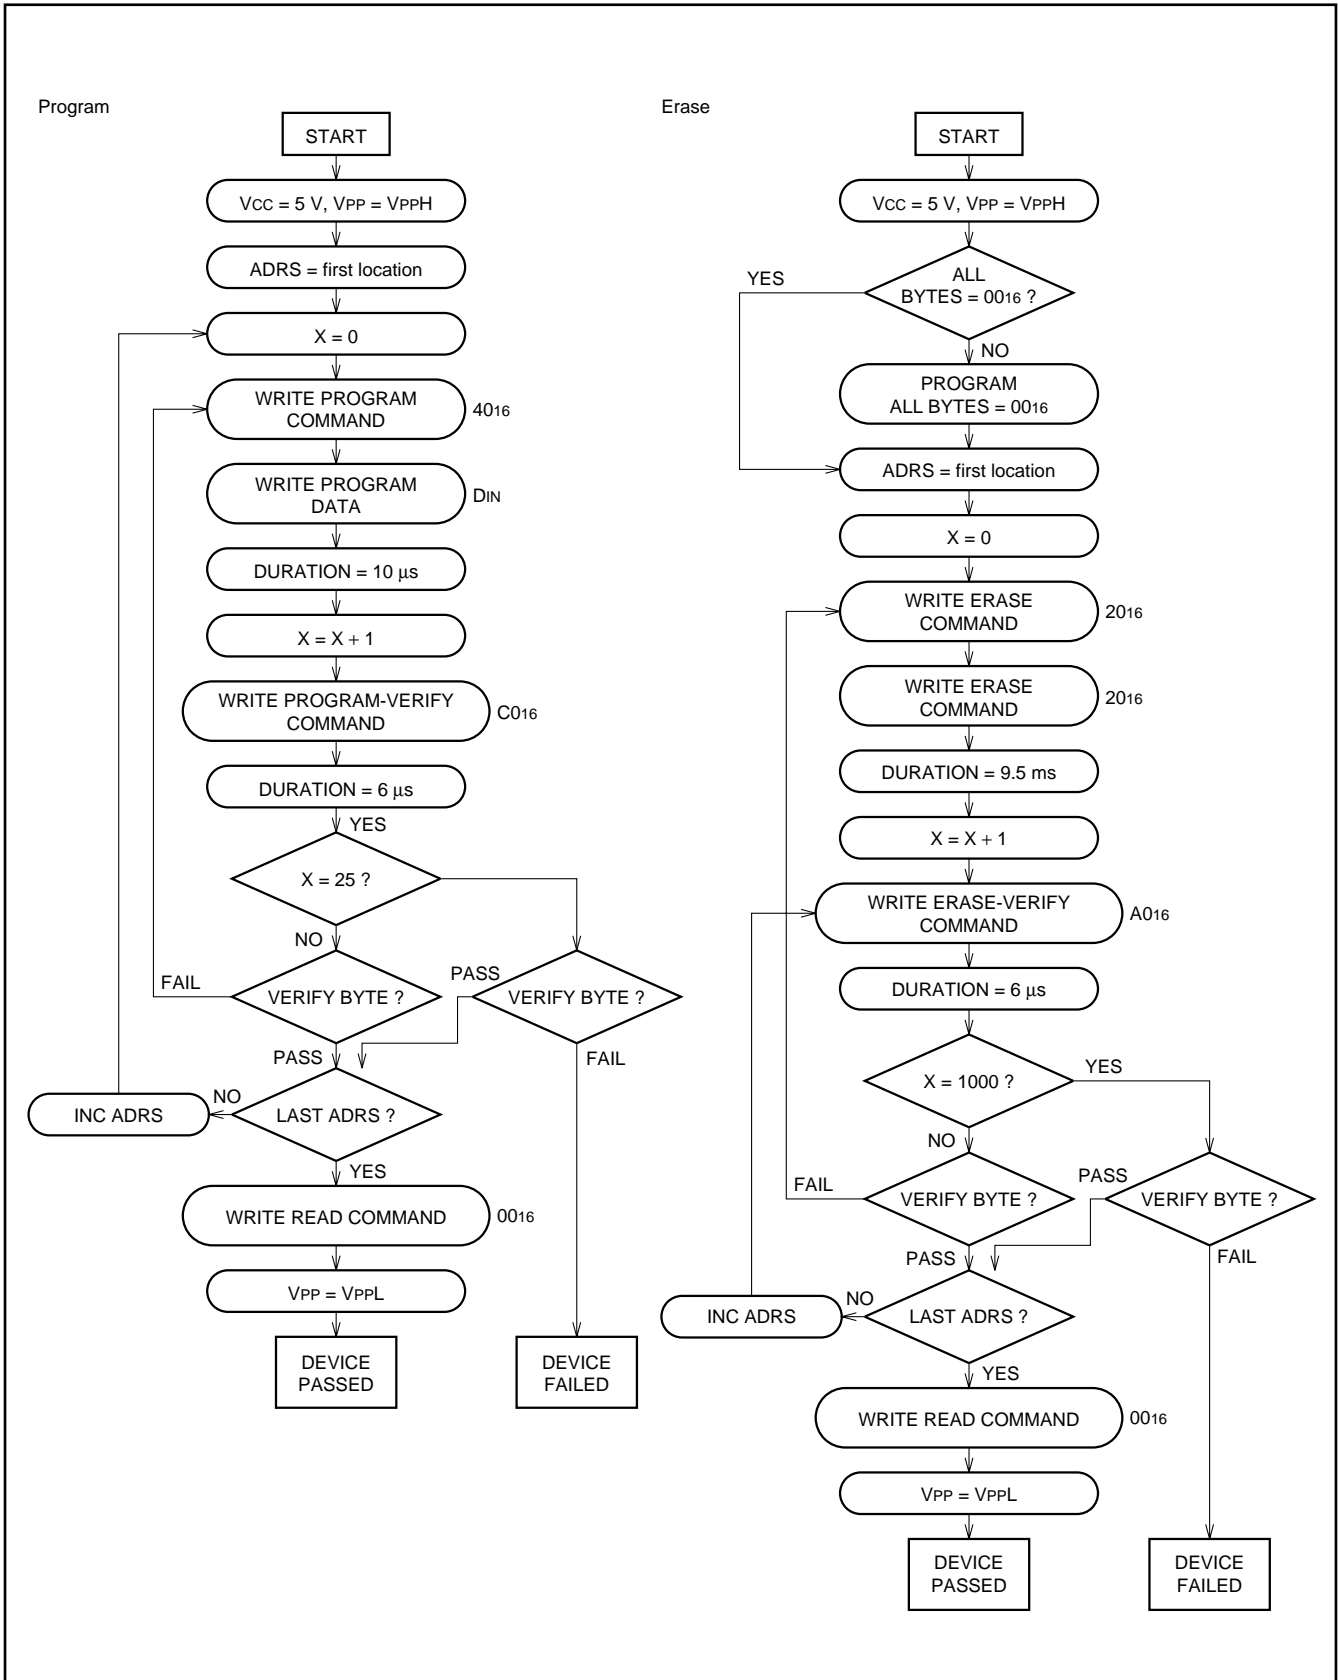 Program
START
VCC = 5 V, VPP = VPPH
ADRS = first location
X = 0
WRITE PROGRAM
COMMAND
4016
WRITE PROGRAM
DATA
DIN
DURATION = 10 µs
X = X + 1
WRITE PROGRAM-VERIFY
COMMAND
C016
DURATION = 6 µs
YES
X = 25 ?
NO
FAIL
VERIFY BYTE ?
PASS
VERIFY BYTE ?
PASS
FAIL
INC ADRS
NO
LAST ADRS ?
YES
WRITE READ COMMAND
0016
VPP = VPPL
DEVICE
PASSED
DEVICE
FAILED
Erase
START
VCC = 5 V, VPP = VPPH
YES
ALL
BYTES = 0016 ?
NO
PROGRAM
ALL BYTES = 0016
ADRS = first location
X = 0
WRITE ERASE
COMMAND
2016
WRITE ERASE
COMMAND
2016
DURATION = 9.5 ms
X = X + 1
WRITE ERASE-VERIFY
COMMAND
A016
DURATION = 6 µs
X = 1000 ?
YES
NO
FAIL
VERIFY BYTE ?
PASS
VERIFY BYTE ?
PASS
FAIL
INC ADRS
NO
LAST ADRS ?
YES
WRITE READ COMMAND
0016
VPP = VPPL
DEVICE
PASSED
DEVICE
FAILED